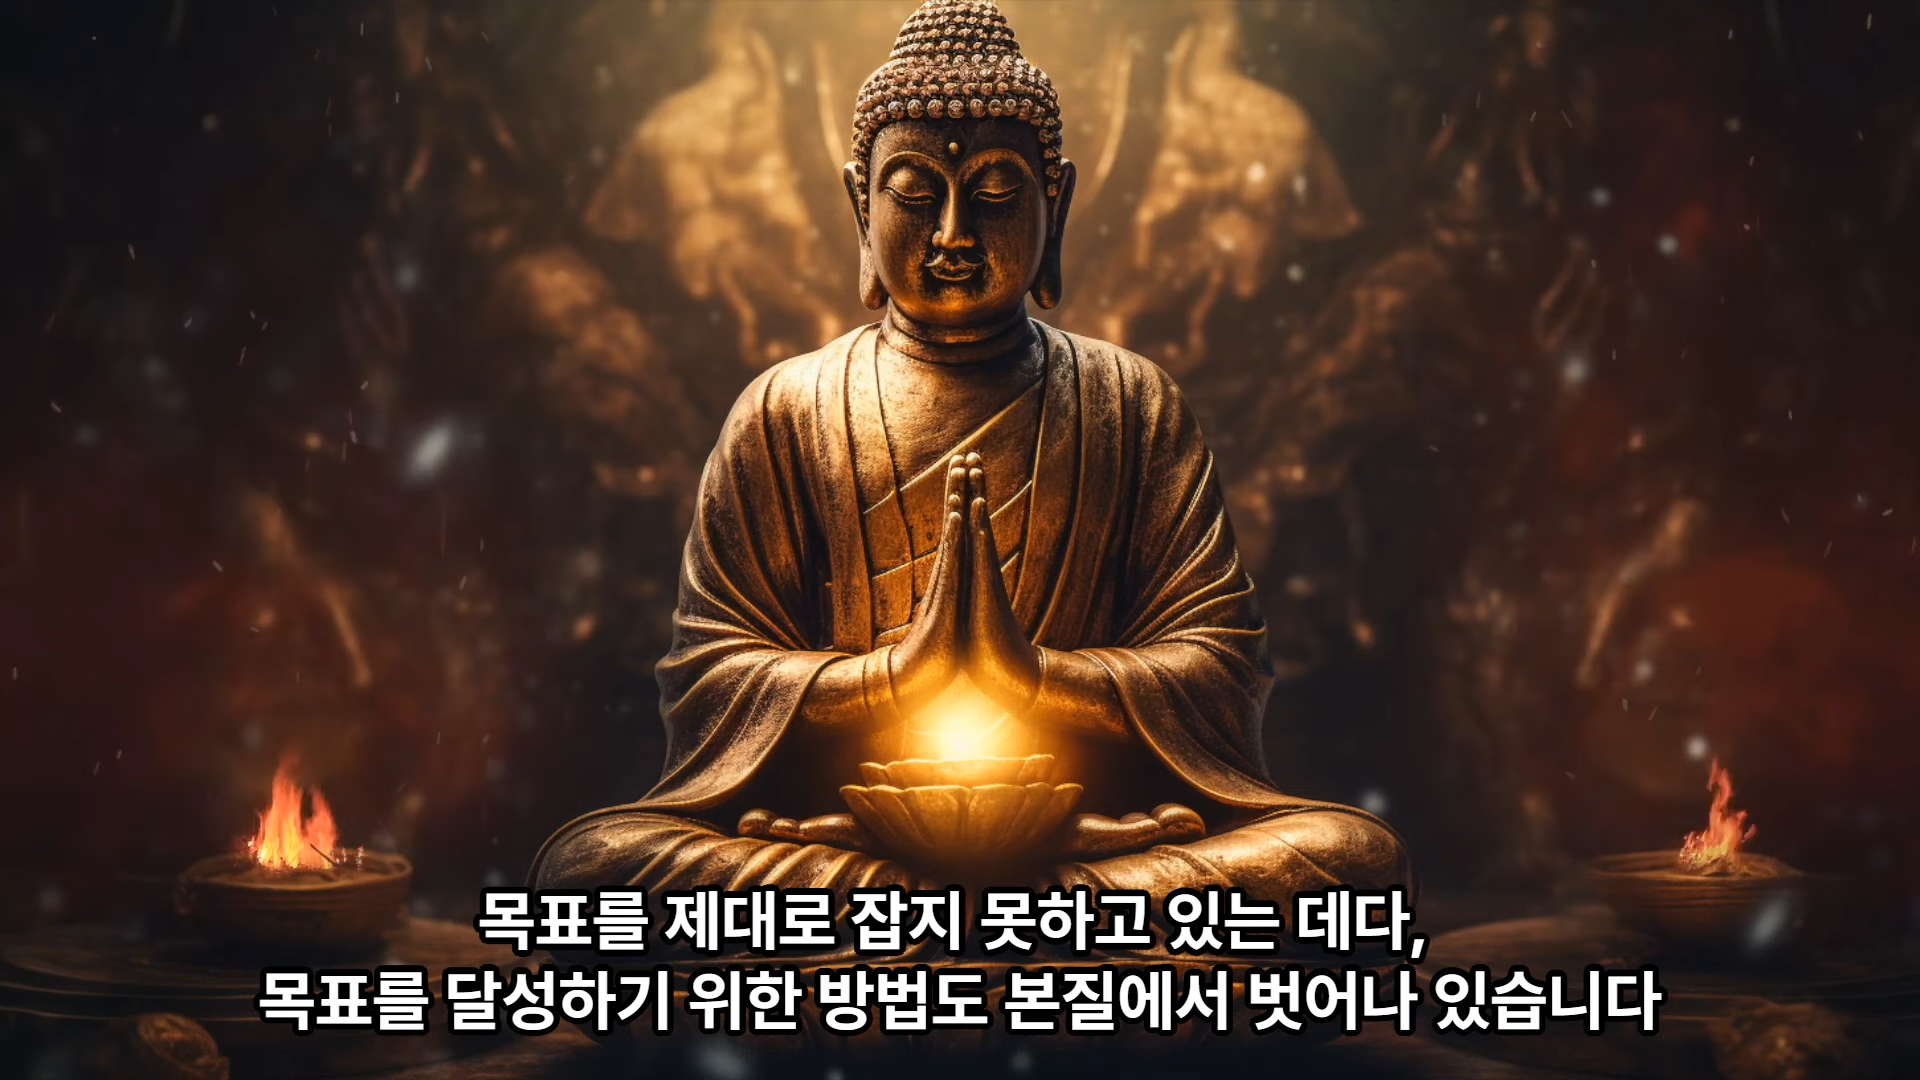 목표를 제대로 잡지 못하고 있는 데다,
목표를 달성하기 위한 방법도 본질에서 벗어나 있습니다